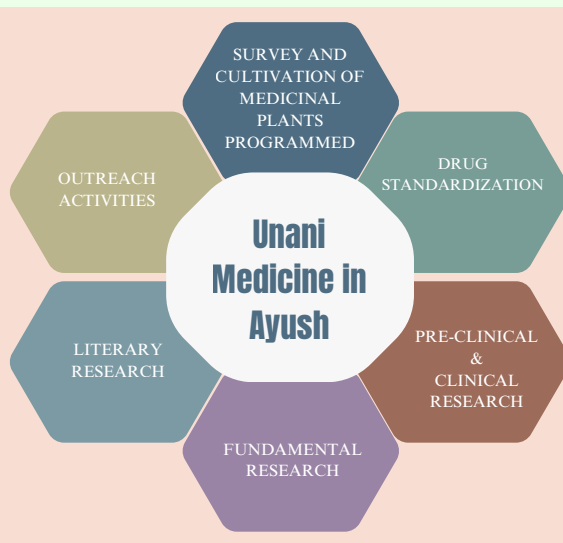 SURVEY AND
CULTIVATION OF
MEDICINAL
PLANTS
PROGRAMMED
OUTREACH
ACTIVITIES
DRUG
STANDARDIZATION
Unani
Medicine in
Ayush
LITERARY
RESEARCH
PRE-CLINICAL
&
CLINICAL
RESEARCH
FUNDAMENTAL
RESEARCH